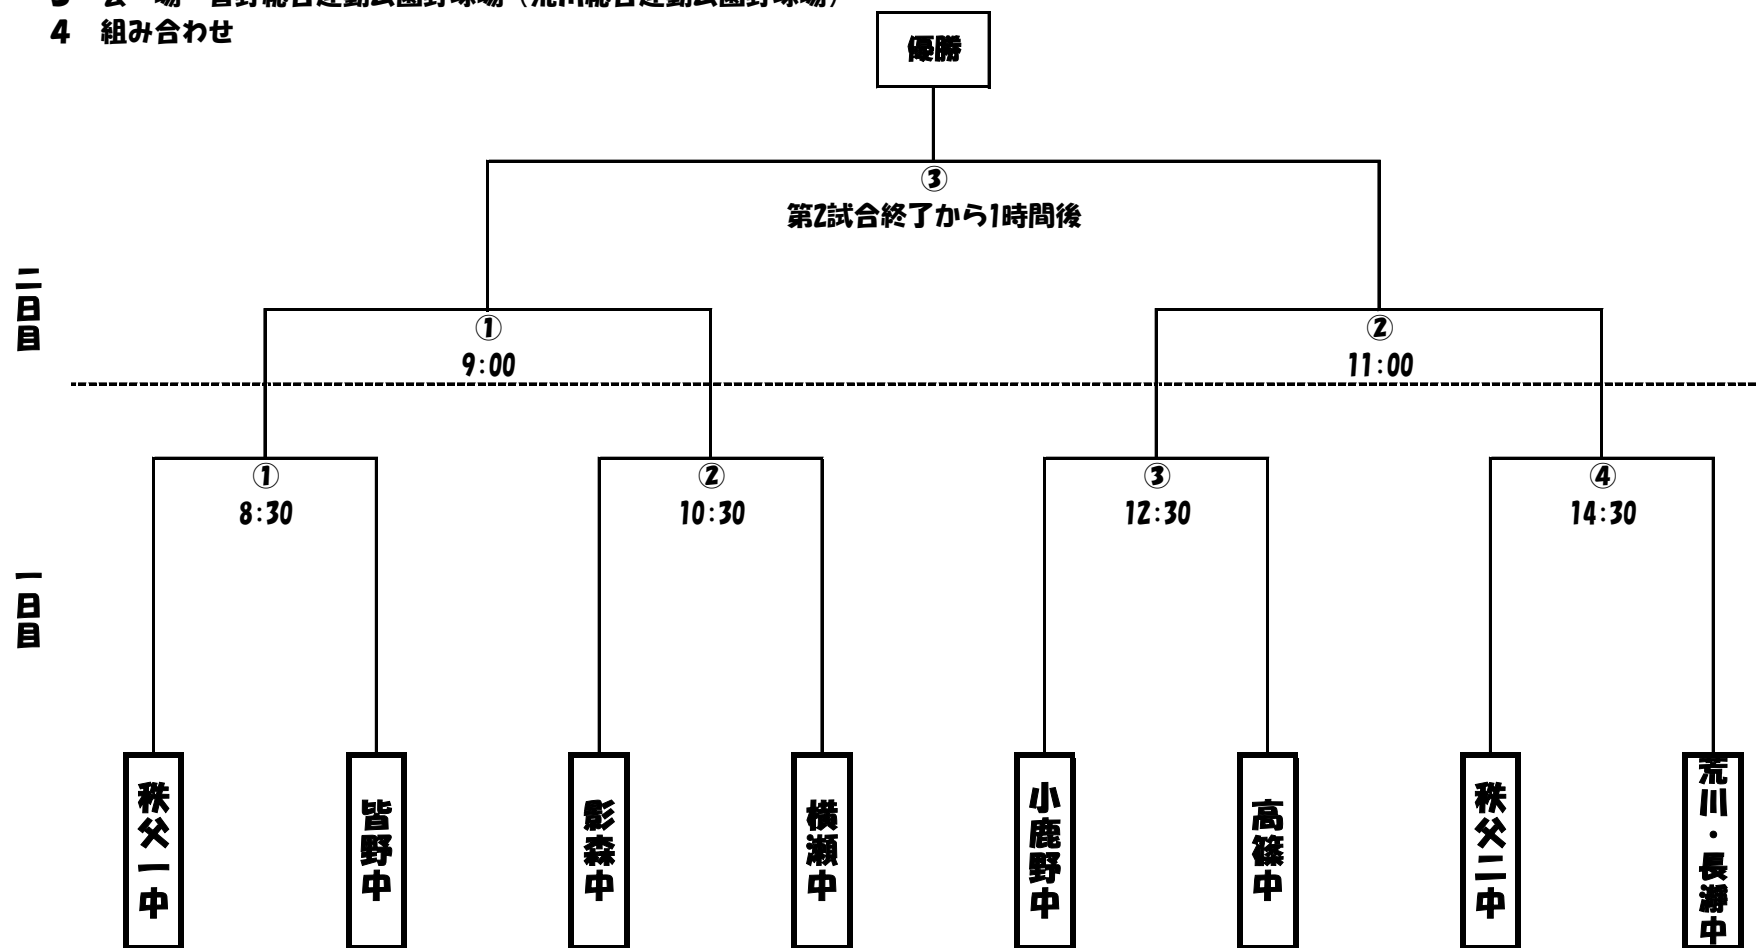 4 組み合わせ
優勝
③
第2試合終了から1時間後
二日目
①
9:00
②
11:00
①
8:30
②
10:30
③
12:30
④
14:30
一日目
秩父一中
皆野中
影森中
横瀬中
小鹿野中
高篠中
秩父二中
荒川・長瀞中